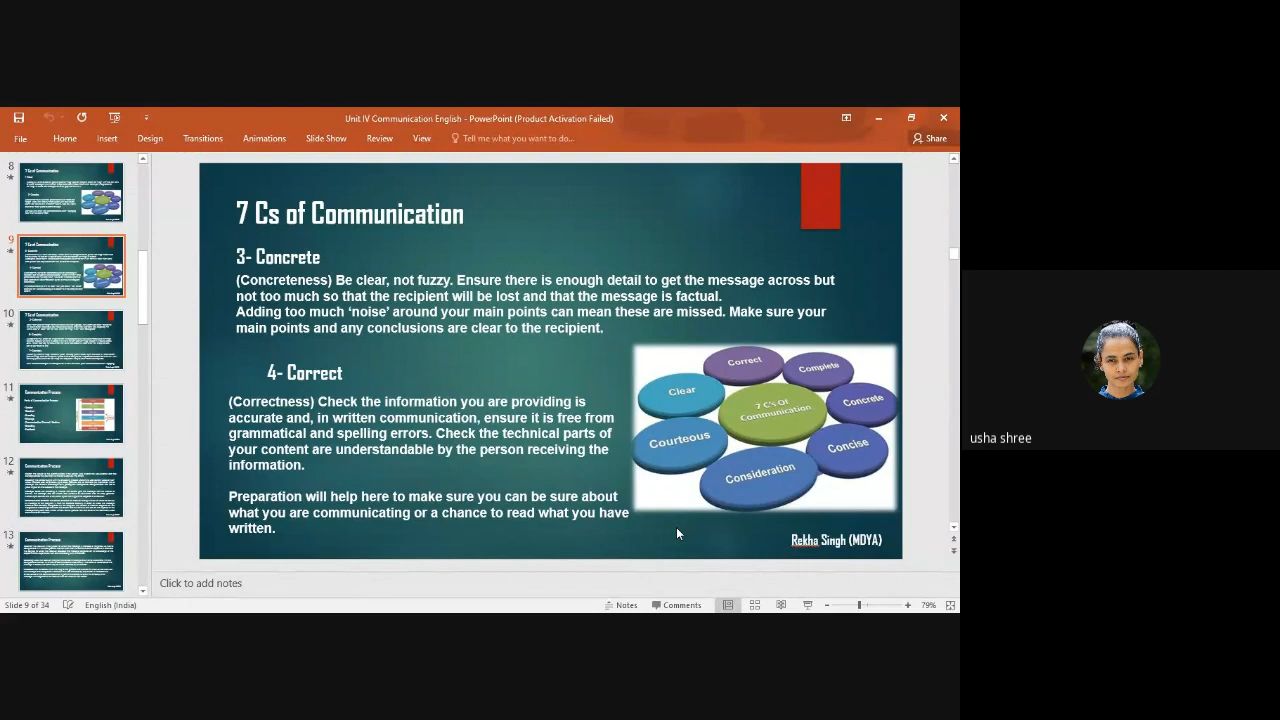 Unit IV Communication English - PowerPoint (Product Activation Failed)
File Home Insert Design Transitions Animations Slide Show Review View Tell me what you want to do... Share
8
9
10
11
12
13
7 Cs of Communication
3- Concrete
(Concreteness) Be clear, not fuzzy. Ensure there is enough detail to get the message across but
not too much so that the recipient will be lost and that the message is factual.
Adding too much ‘noise’ around your main points can mean these are missed. Make sure your
main points and any conclusions are clear to the recipient.
4- Correct
(Correctness) Check the information you are providing is
accurate and, in written communication, ensure it is free from
grammatical and spelling errors. Check the technical parts of
your content are understandable by the person receiving the
information.
Preparation will help here to make sure you can be sure about
what you are communicating or a chance to read what you have
written.
Correct
Complete
Clear
Concrete
7 C's Of
Communication
Courteous
Concise
Consideration
Rekha Singh (MDYA)
usha shree
Click to add notes
Slide 9 of 34 English (India) Notes Comments 79%